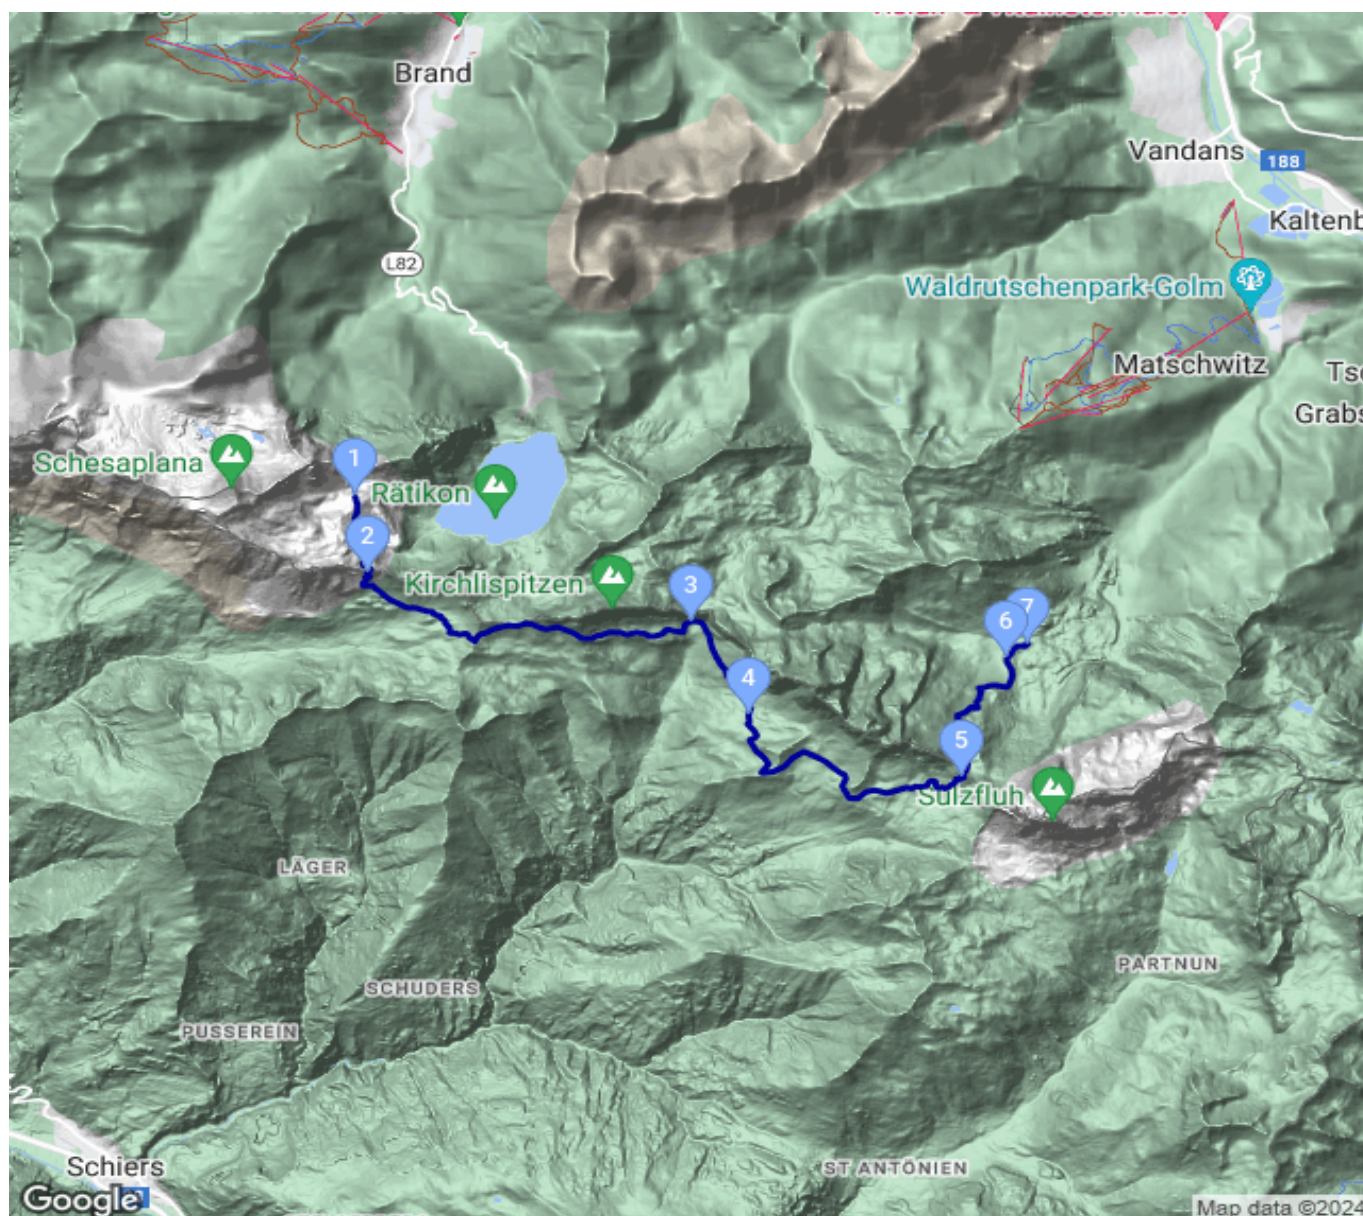 Brand
Vandans
188
Kaltenb
L82
Waldrutschenpark-Golm
Matschwitz
Tsc
Grabs
Schesaplana
1
Rätikon
2
Kirchlispitzen
3
6
7
4
5
Sulzfluh
LÄGER
PARTNUN
SCHUDERS
PUSSEREIN
Schiers
ST ANTÖNIEN
Google
Map data ©2024